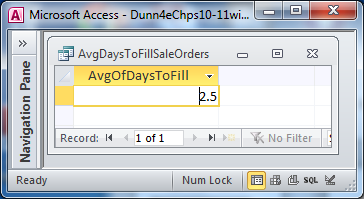 Microsoft Access - Dunn4eChps10-11wi...
AvgDaysToFillSaleOrders
AvgOfDaysToFill
2.5
Record: 1 of 1 No Filter
Navigation Pane
Ready Num Lock SQL